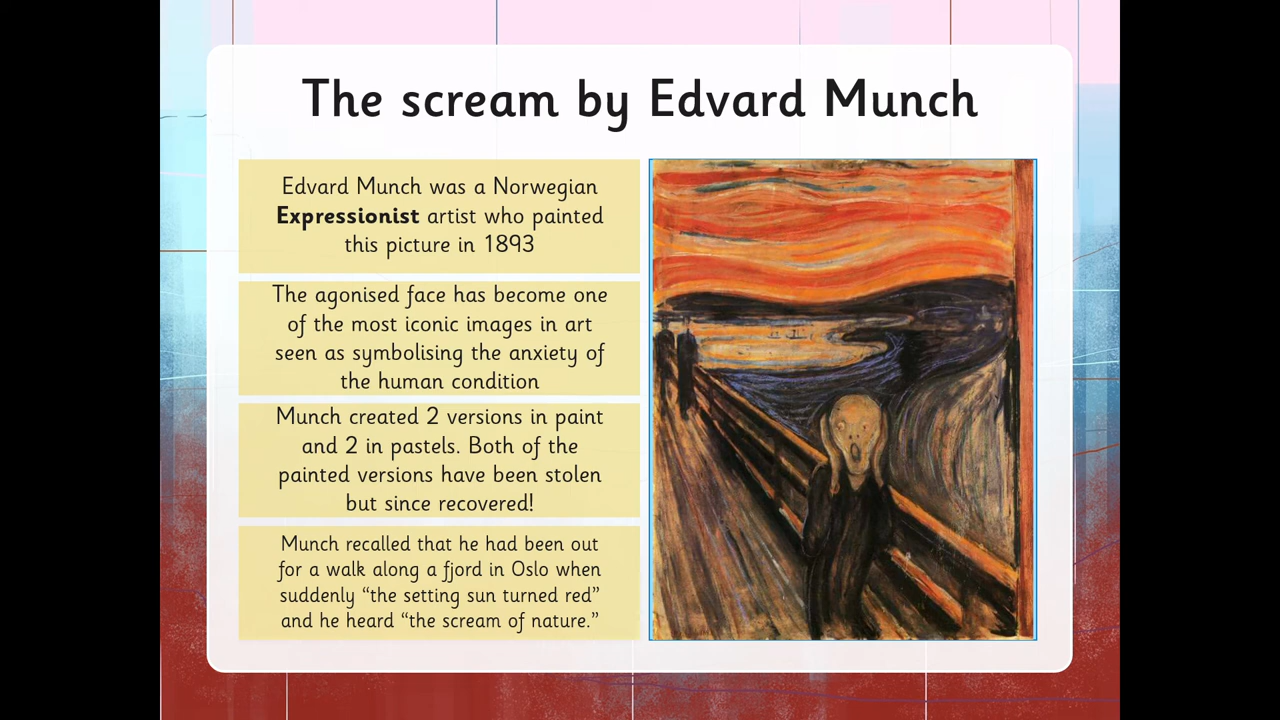 The scream by Edvard Munch
Edvard Munch was a Norwegian
Expressionist artist who painted
this picture in 1893
The agonised face has become one
of the most iconic images in art
seen as symbolising the anxiety of
the human condition
Munch created 2 versions in paint
and 2 in pastels. Both of the
painted versions have been stolen
but since recovered!
Munch recalled that he had been out
for a walk along a fjord in Oslo when
suddenly “the setting sun turned red”
and he heard “the scream of nature.”